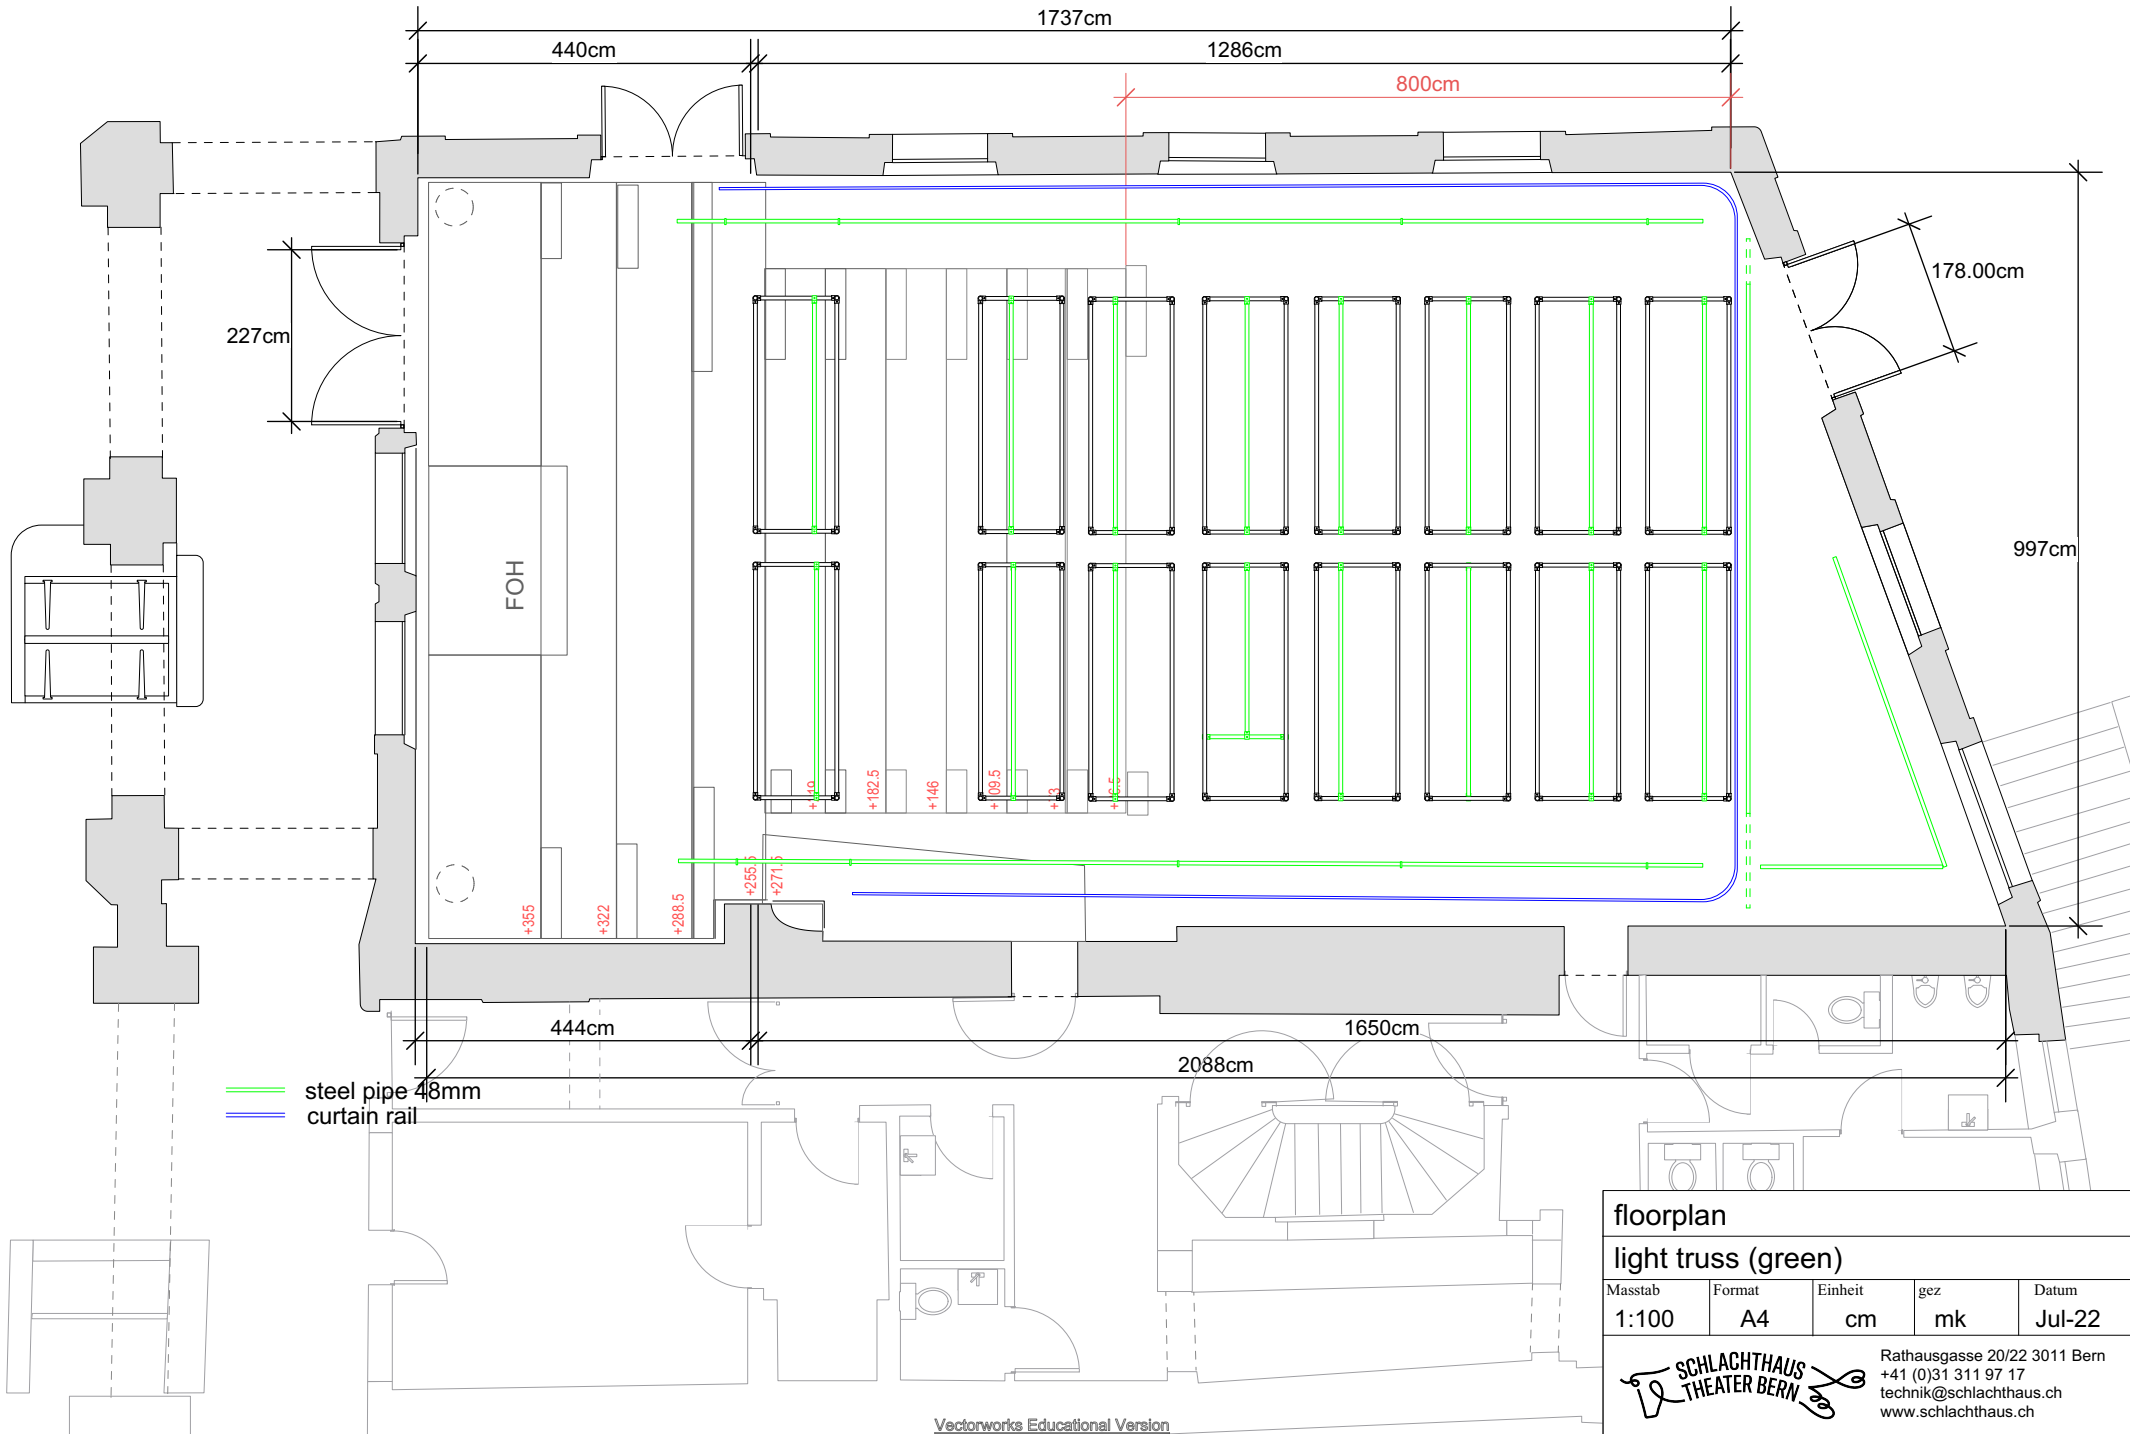 1737cm
440cm
1286cm
800cm
178.00cm
227cm
997cm
FOH
+182.5
+146
+355
+322
+288.5
+255.5
+271.5
444cm
1650cm
2088cm
steel pipe 48mm
curtain rail
floorplan
light truss (green)
Masstab
Format
Einheit
gez
Datum
1:100
A4
cm
mk
Jul-22
SCHLACHTHAUS
THEATER BERN
Rathausgasse 20/22 3011 Bern
+41 (0)31 311 97 17
technik@schlachthaus.ch
www.schlachthaus.ch
Vectorworks Educational Version